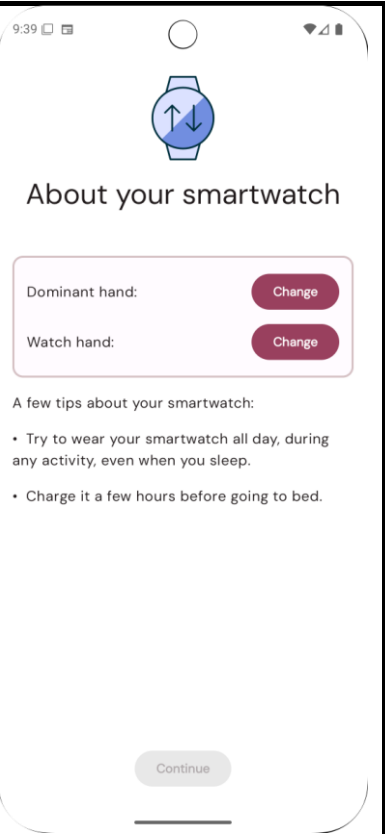 9:39
About your smartwatch
Dominant hand:
Change
Watch hand:
Change
A few tips about your smartwatch:
• Try to wear your smartwatch all day, during
any activity, even when you sleep.
• Charge it a few hours before going to bed.
Continue